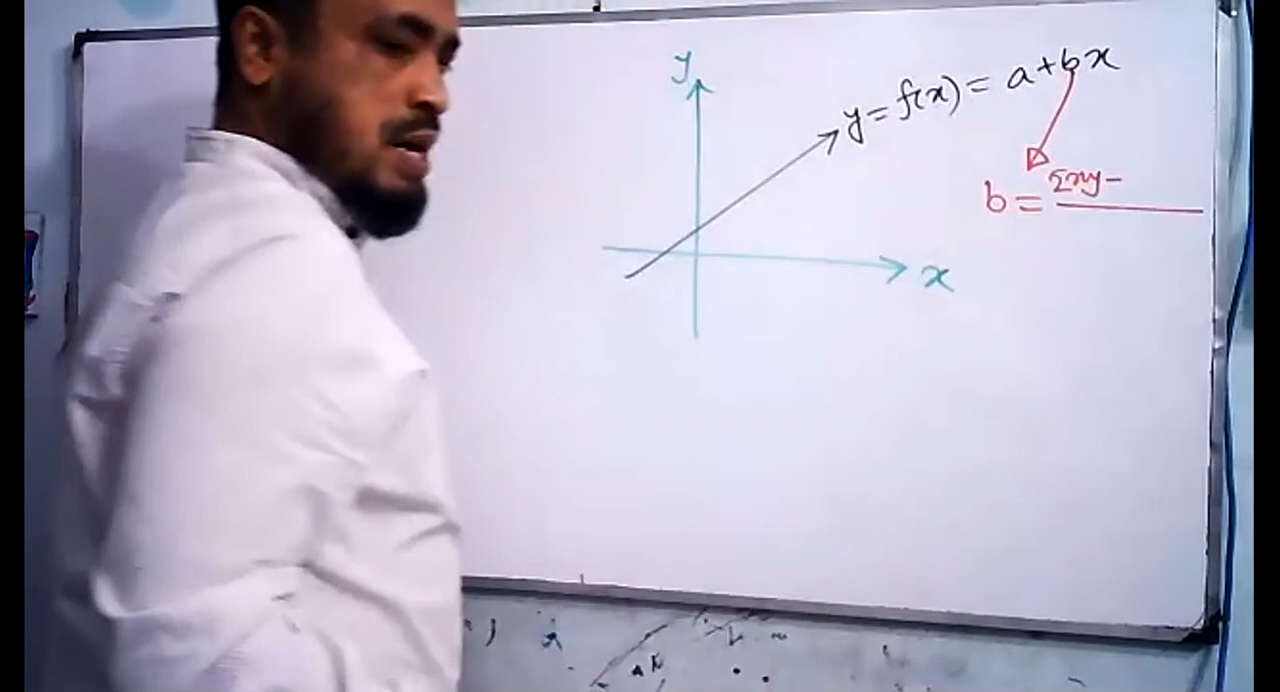 y
y = f(x) = a + bx
b = Σxy -
x